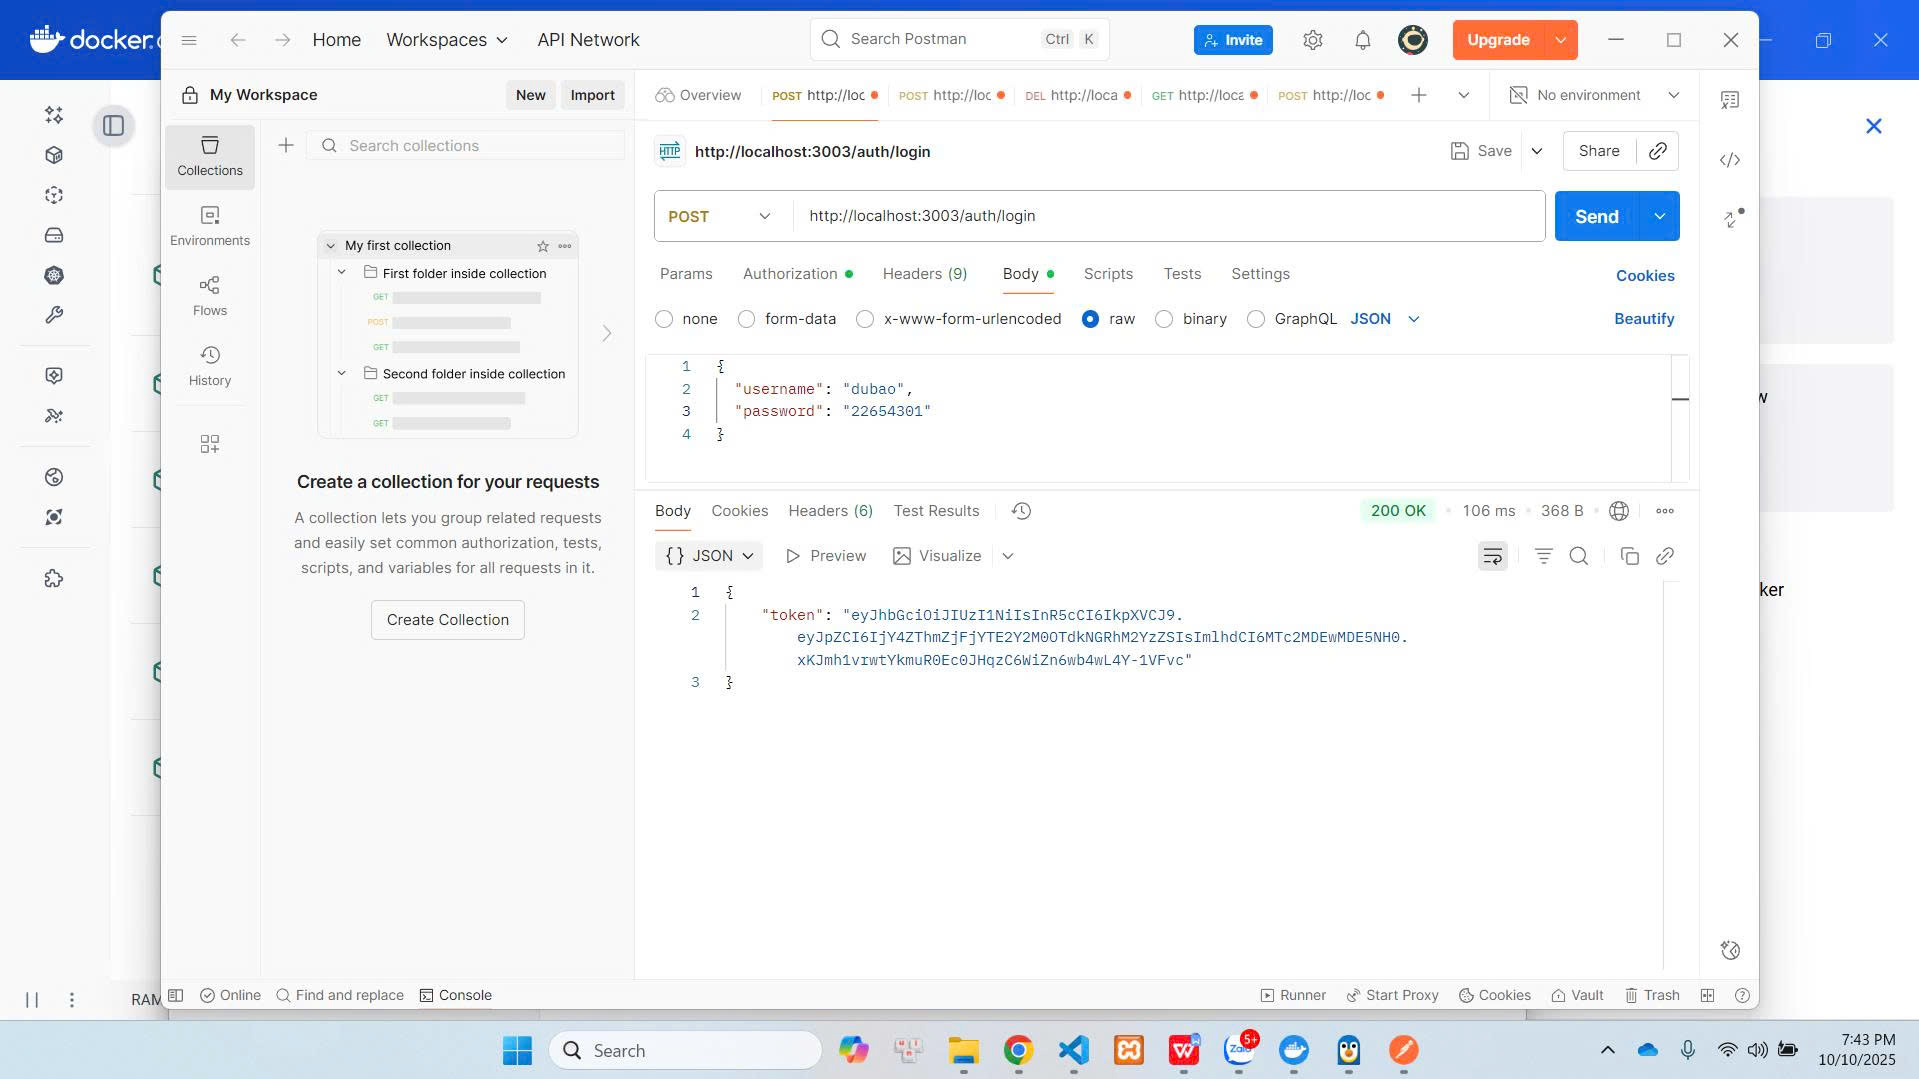 docker.
Home
Workspaces
API Network
Search Postman
Ctrl K
Invite
Upgrade
My Workspace
New
Import
Overview
POST http://loc
POST http://loc
DEL http://loca
GET http://loca
POST http://loc
No environment
Collections
Environments
Flows
History
Search collections
My first collection
First folder inside collection
GET
POST
GET
Second folder inside collection
GET
GET
Create a collection for your requests
A collection lets you group related requests
and easily set common authorization, tests,
scripts, and variables for all requests in it.
Create Collection
HTTP
http://localhost:3003/auth/login
Save
Share
POST
http://localhost:3003/auth/login
Send
Params
Authorization
Headers (9)
Body
Scripts
Tests
Settings
Cookies
none
form-data
x-www-form-urlencoded
raw
binary
GraphQL
JSON
Beautify
1 {
2 "username": "dubao",
3 "password": "22654301"
4 }
Body
Cookies
Headers (6)
Test Results
200 OK
106 ms
368 B
{} JSON
Preview
Visualize
1 {
2 "token": "eyJhbGciOiJIUzI1NiIsInR5cCI6IkpXVCJ9.
eyJpZCI6IjY4ZThmZjFjYTE2Y2M0OTdkNGRhM2YzZSIsImlhdCI6MTc2MDEwMDE5NH0.
xKJmh1vrwtYkmuR0Ec0JHqzC6WiZn6wb4wL4Y-1VFvc"
3 }
w
ker
RAM
Online
Find and replace
Console
Runner
Start Proxy
Cookies
Vault
Trash
Search
Zalo
5+
7:43 PM
10/10/2025